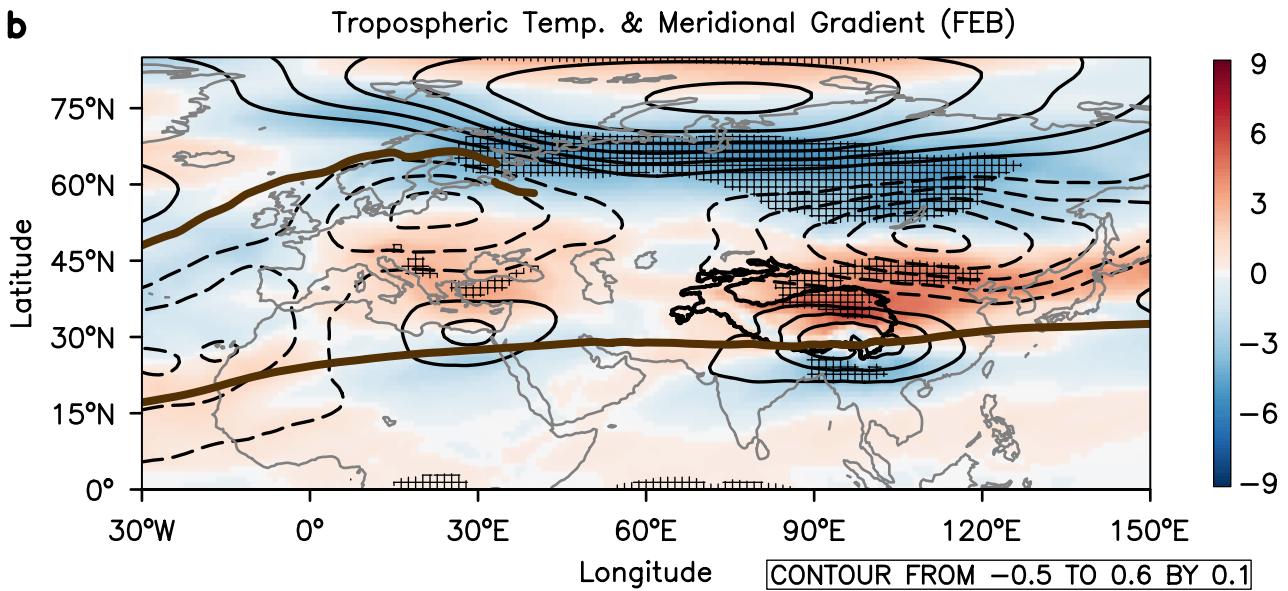 b
Tropospheric Temp. & Meridional Gradient (FEB)
75°N
60°N
45°N
30°N
15°N
0°
Latitude
30°W 0° 30°E 60°E 90°E 120°E 150°E
Longitude
9
6
3
0
−3
−6
−9
CONTOUR FROM −0.5 TO 0.6 BY 0.1